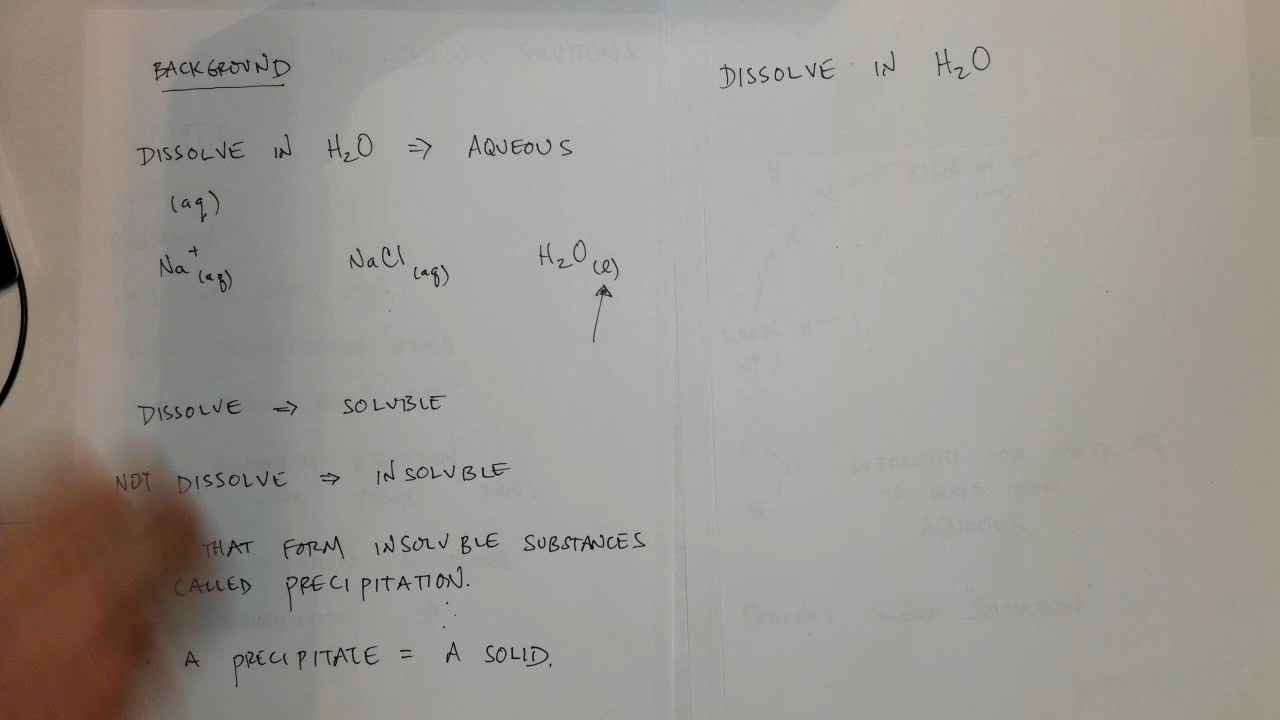 BACKGROUND
DISSOLVE IN H₂O ⇒ AQUEOUS
(aq)
Na⁺(aq) NaCl(aq) H₂O(l)
DISSOLVE ⇒ SOLUBLE
NOT DISSOLVE ⇒ INSOLUBLE
THAT FORM INSOLUBLE SUBSTANCES
CALLED PRECIPITATION.
A PRECIPITATE = A SOLID.
DISSOLVE IN H₂O